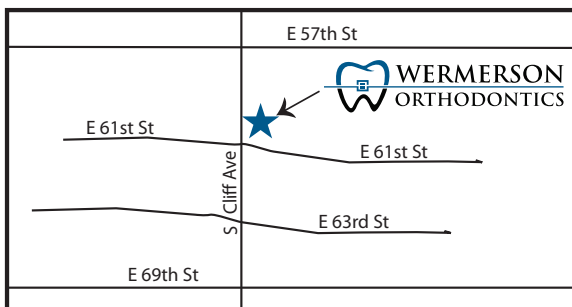 E 57th St
WERMERSON
ORTHODONTICS
E 61st St
E 61st St
S Cliff Ave
E 63rd St
E 69th St